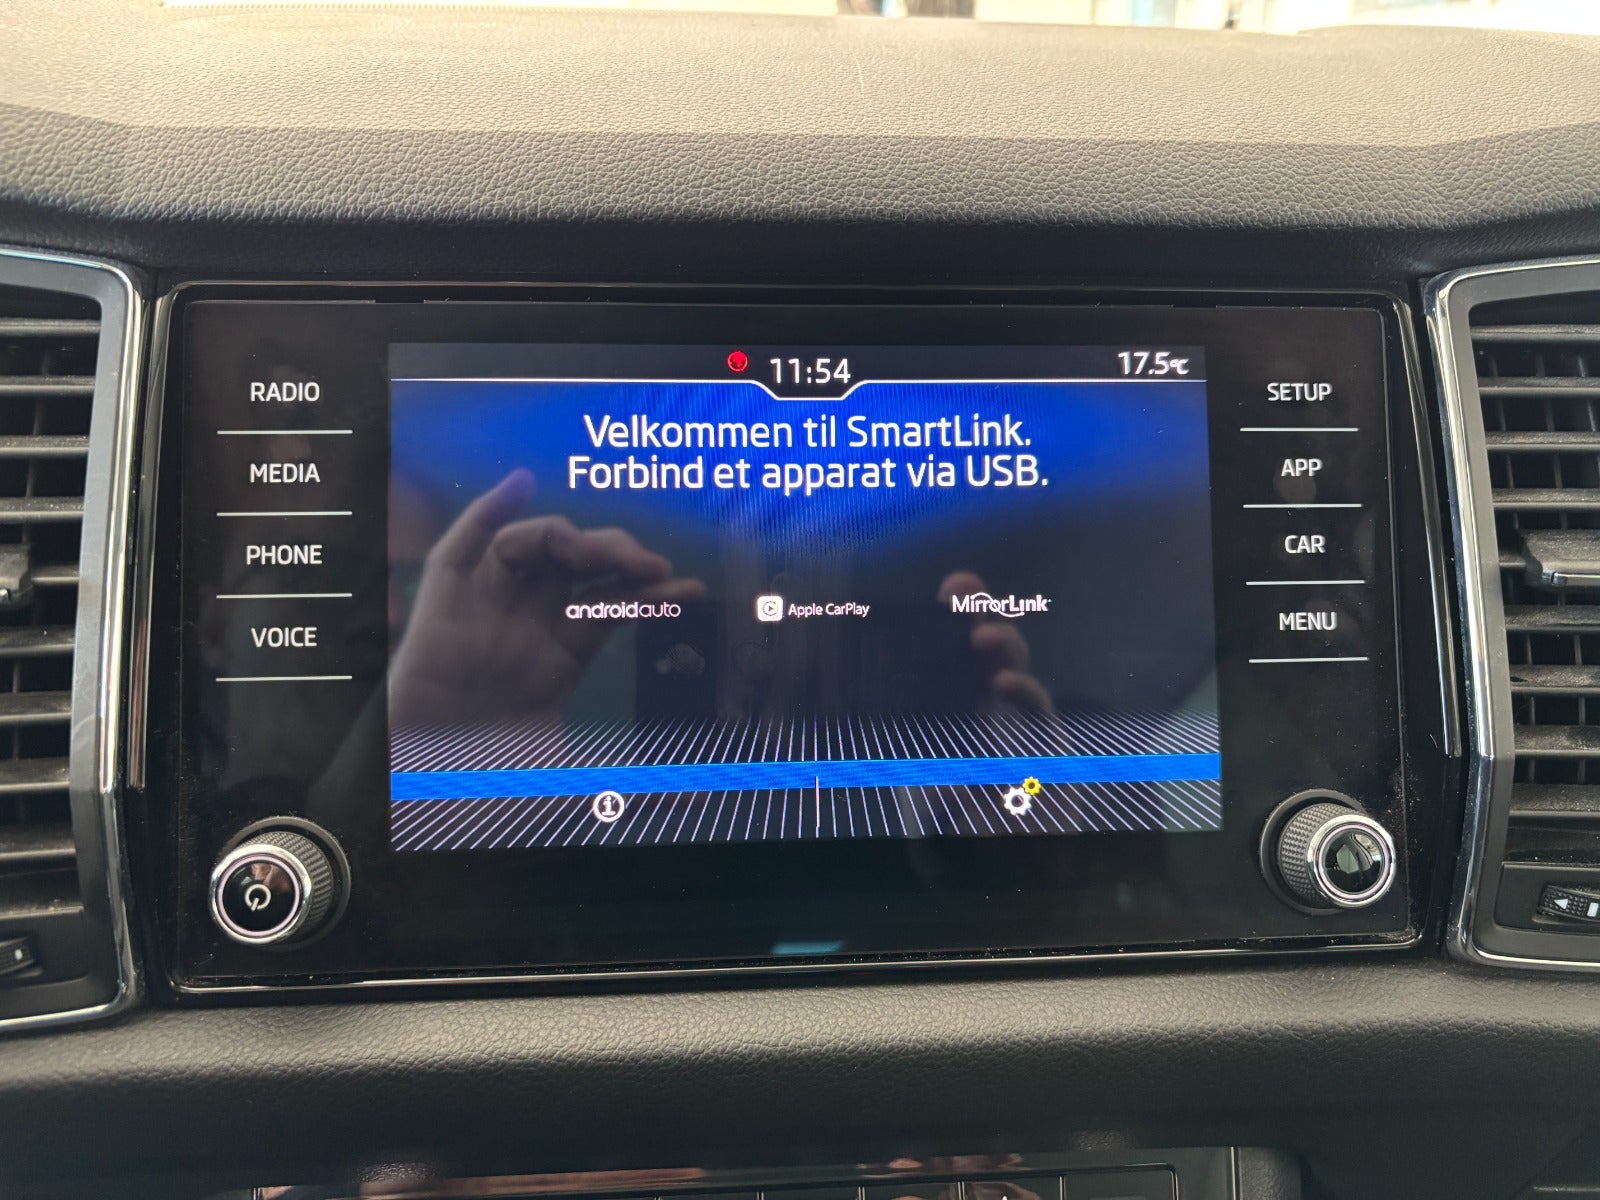 11:54
17.5°C
Velkommen til SmartLink.
Forbind et apparat via USB.
androidauto
Apple CarPlay
MirrorLink
RADIO
MEDIA
PHONE
VOICE
SETUP
APP
CAR
MENU